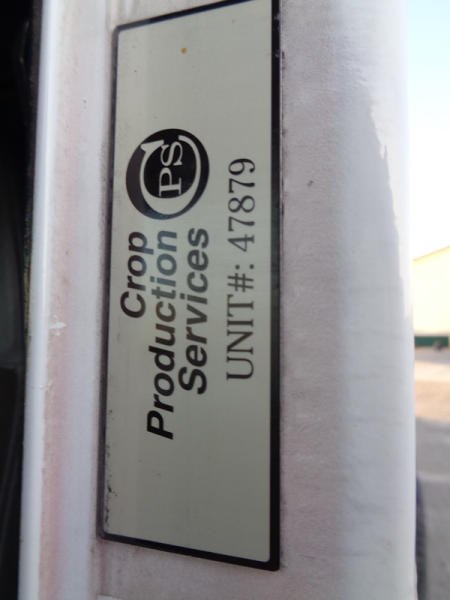 Crop
Production
Services
CPS
UNIT#: 47879